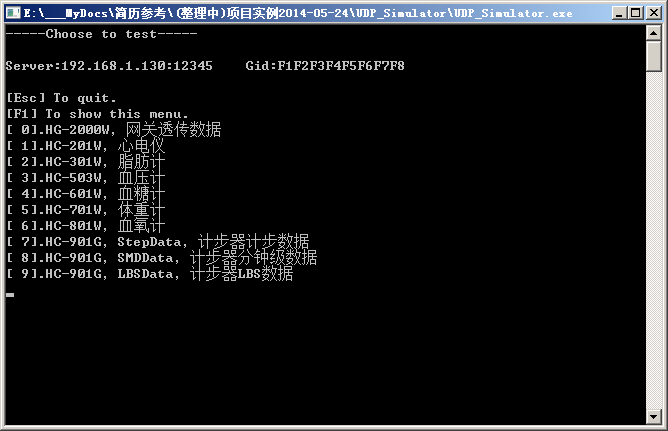 E:\___MyDocs\简历参考\(整理中)项目实例2014-05-24\UDP_Simulator\UDP_Simulator.exe
-----Choose to test-----
Server:192.168.1.130:12345    Gid:F1F2F3F4F5F6F7F8
[Esc] To quit.
[F1] To show this menu.
[ 0].HG-2000W, 网关透传数据
[ 1].HC-201W, 心电仪
[ 2].HC-301W, 脂肪计
[ 3].HC-503W, 血压计
[ 4].HC-601W, 血糖计
[ 5].HC-701W, 体重计
[ 6].HC-801W, 血氧计
[ 7].HC-901G, StepData, 计步器计步数据
[ 8].HC-901G, SMDData, 计步器分钟级数据
[ 9].HC-901G, LBSData, 计步器LBS数据